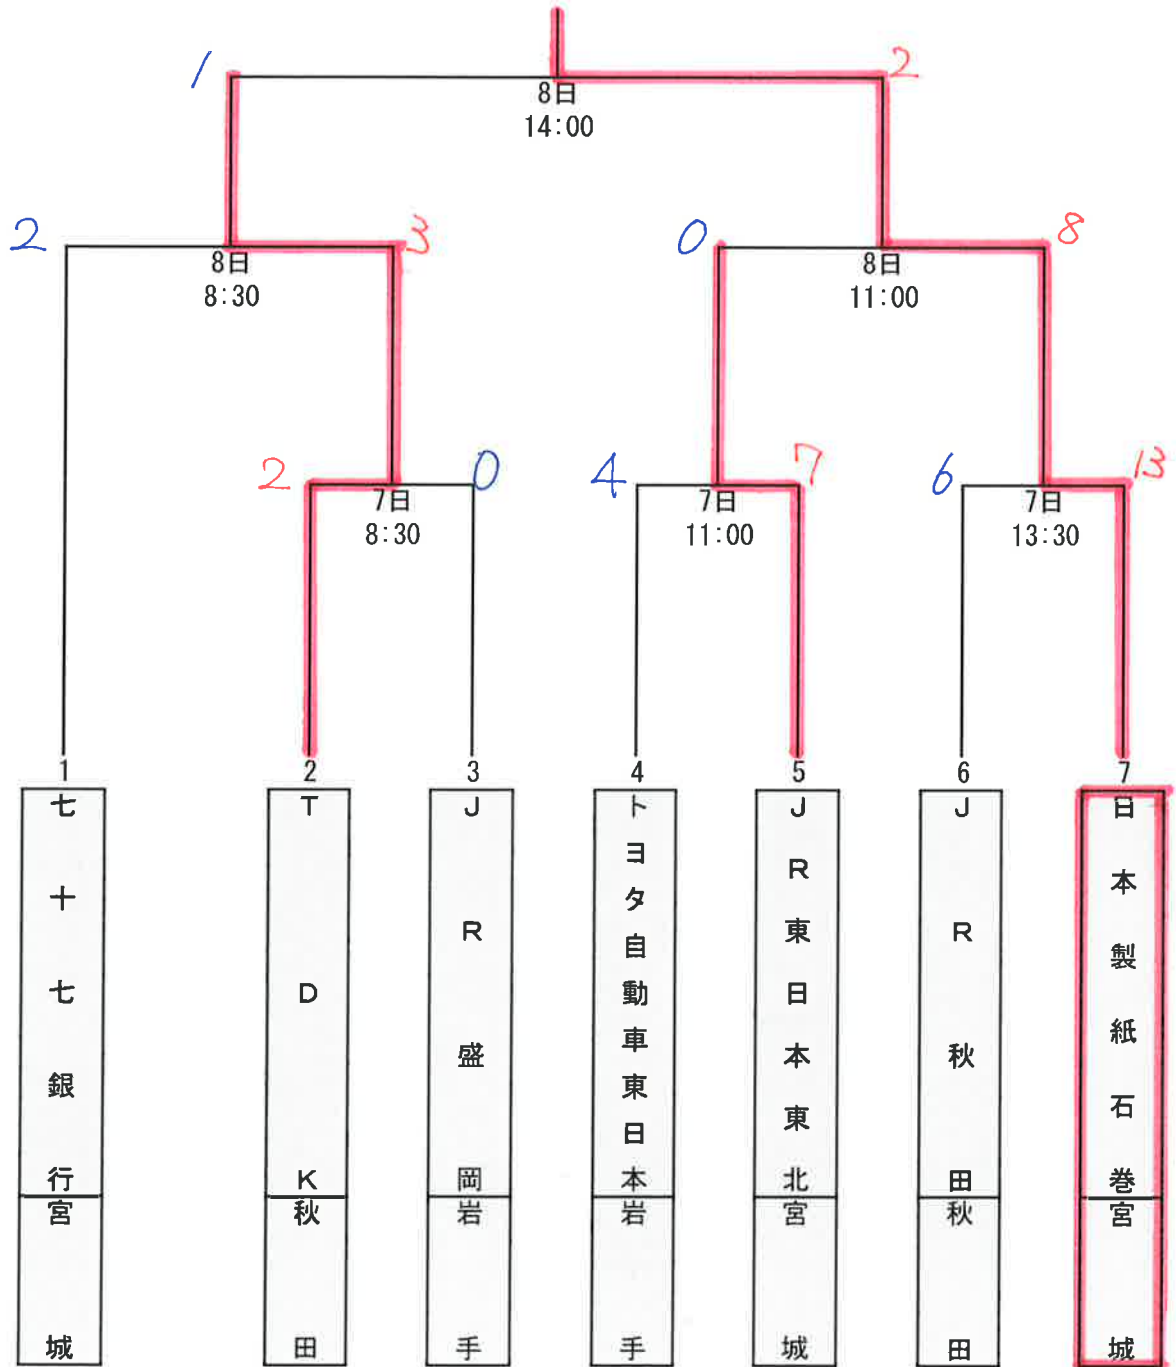 1 2
8日
14:00
2 3 0 8
8日 8日
8:30 11:00
2 0 4 7 6 13
7日 7日 7日
8:30 11:00 13:30
1 2 3 4 5 6 7
七十七銀行
宮城
TDK
秋田
JR盛岡
岩手
トヨタ自動車東日本
岩手
JR東日本東北
宮城
JR秋田
秋田
日本製紙石巻
宮城